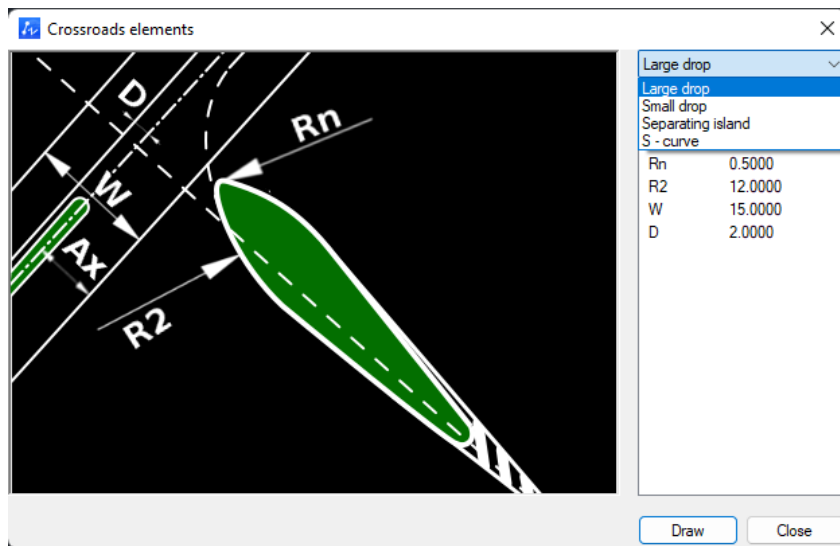 Crossroads elements
D
Rn
W
Ax
R2
Large drop
Large drop
Small drop
Separating island
S - curve
Rn 0.5000
R2 12.0000
W 15.0000
D 2.0000
Draw Close